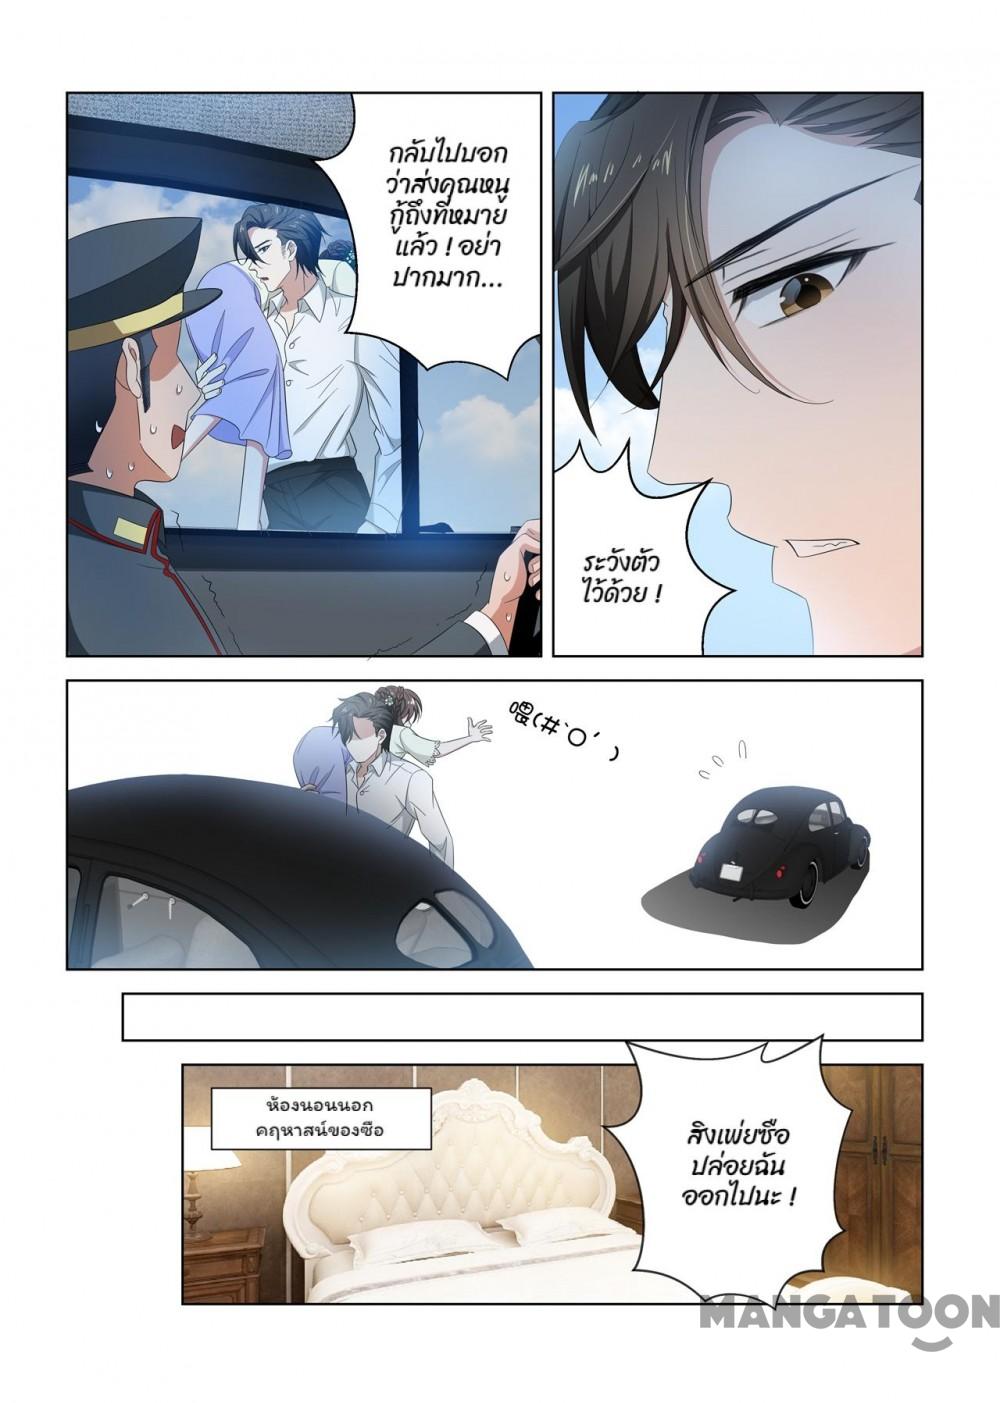 กลับไปบอก
ว่าส่งคุณหนู
กู้ถึงที่หมาย
แล้ว ! อย่า
ปากมาก...
ระวังตัว
ไว้ด้วย !
喂(#`O´ )
ห้องนอนนอก
คฤหาสน์ของซือ
สิงเพ่ยซือ
ปล่อยฉัน
ออกไปนะ !
MANGATOON